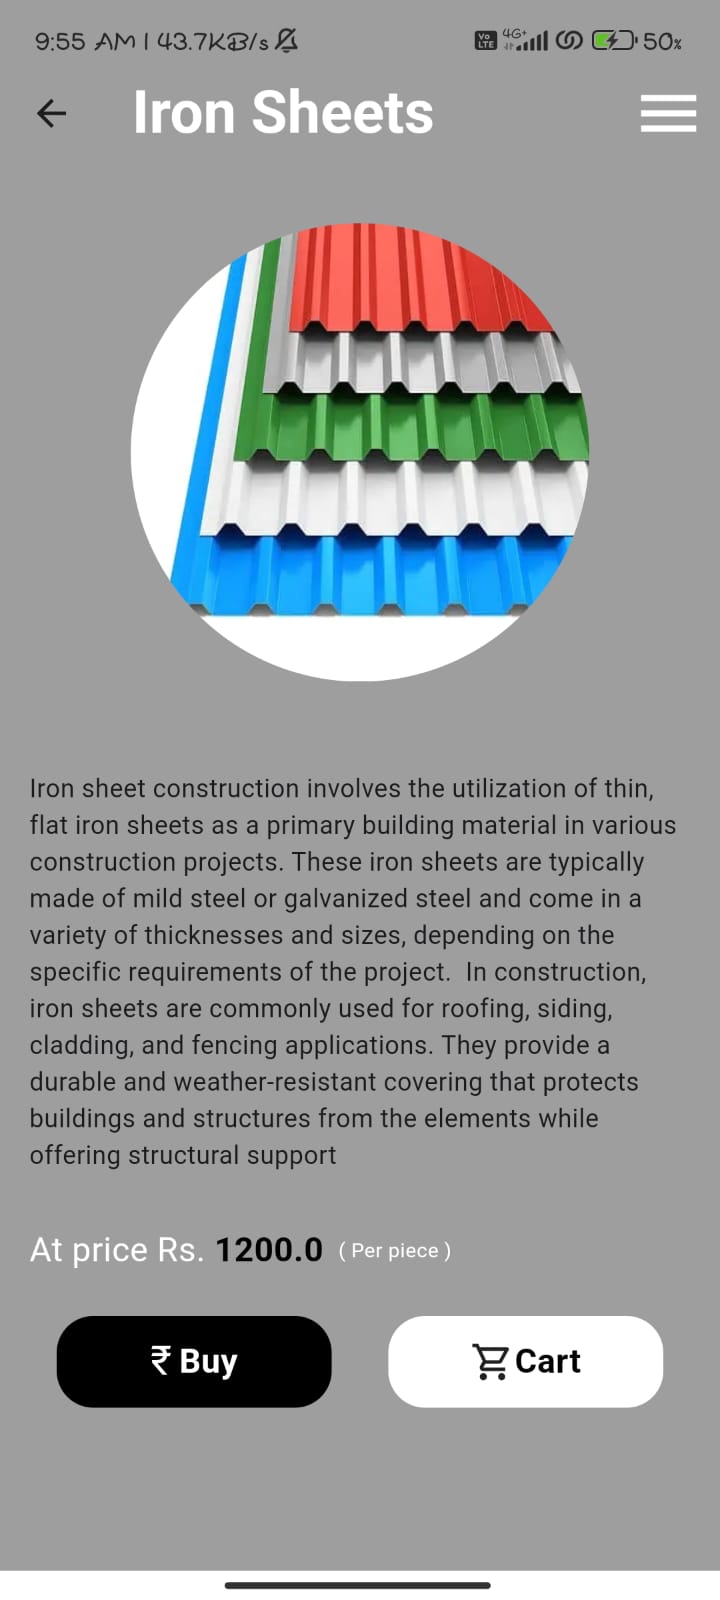 9:55 AM | 43.7KB/s
Vo LTE 4G+ 50%
Iron Sheets
Iron sheet construction involves the utilization of thin,
flat iron sheets as a primary building material in various
construction projects. These iron sheets are typically
made of mild steel or galvanized steel and come in a
variety of thicknesses and sizes, depending on the
specific requirements of the project.  In construction,
iron sheets are commonly used for roofing, siding,
cladding, and fencing applications. They provide a
durable and weather-resistant covering that protects
buildings and structures from the elements while
offering structural support
At price Rs. 1200.0 ( Per piece )
₹ Buy
Cart